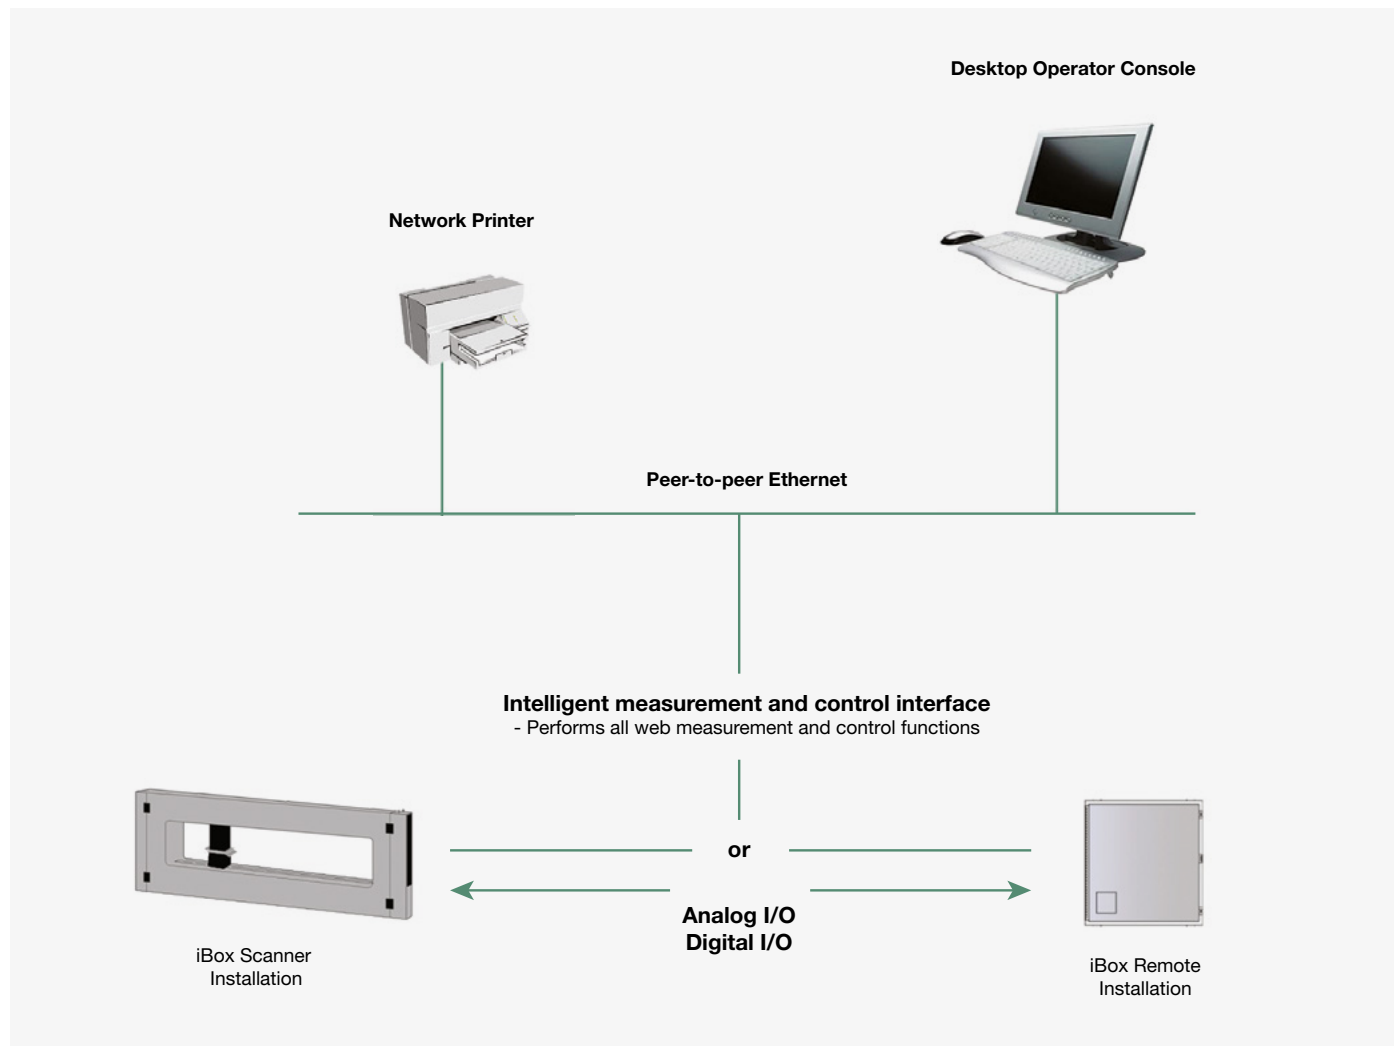 Desktop Operator Console
Network Printer
Peer-to-peer Ethernet
Intelligent measurement and control interface
- Performs all web measurement and control functions
or
Analog I/O
Digital I/O
iBox Scanner
Installation
iBox Remote
Installation